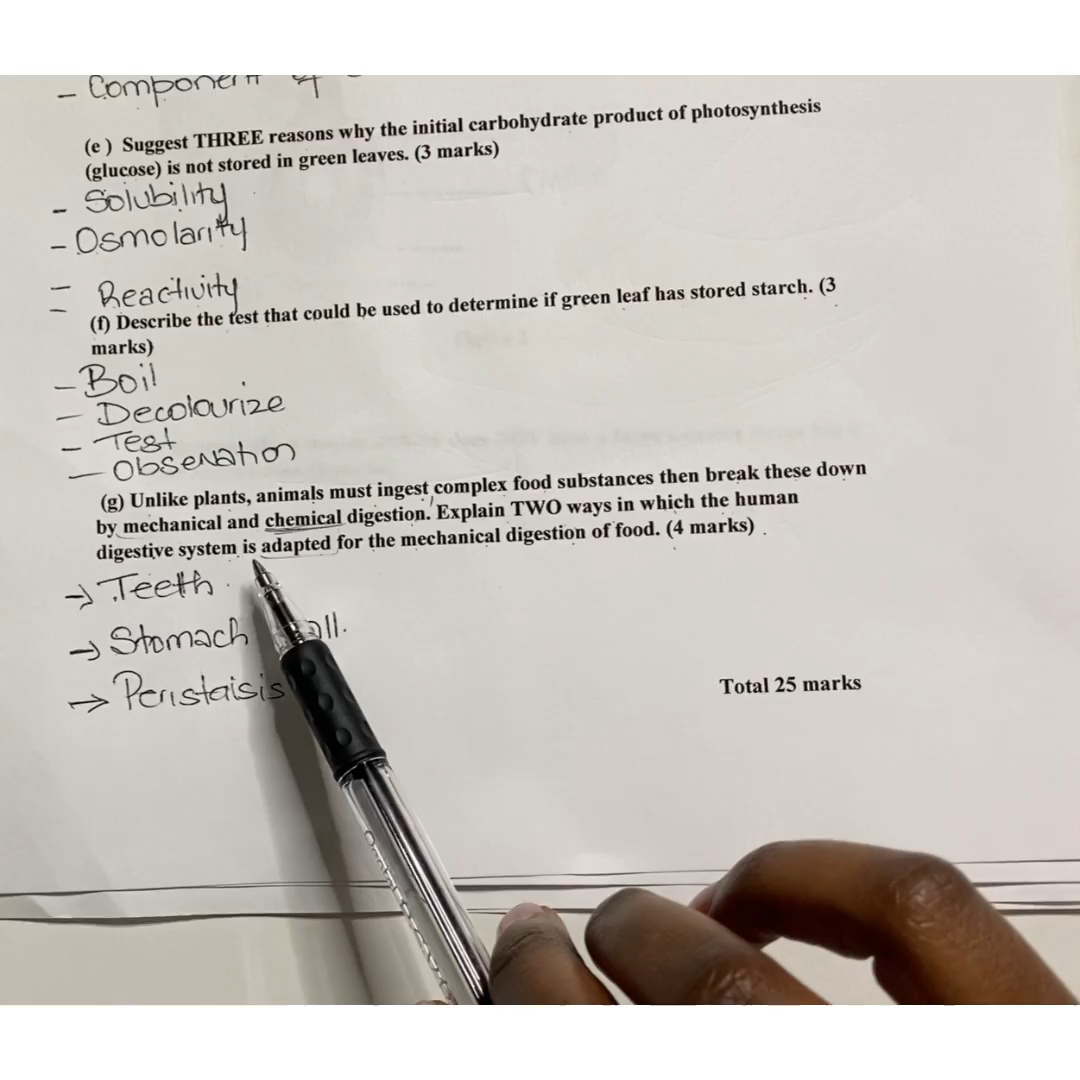 - Component of
(e ) Suggest THREE reasons why the initial carbohydrate product of photosynthesis
(glucose) is not stored in green leaves. (3 marks)
- Solubility
- Osmolarity
- Reactivity
(f) Describe the test that could be used to determine if green leaf has stored starch. (3
marks)
- Boil
- Decolourize
- Test
- Observation
(g) Unlike plants, animals must ingest complex food substances then break these down
by mechanical and chemical digestion. Explain TWO ways in which the human
digestive system is adapted for the mechanical digestion of food. (4 marks)
→ Teeth
→ Stomach
→ Peristalsis
Total 25 marks